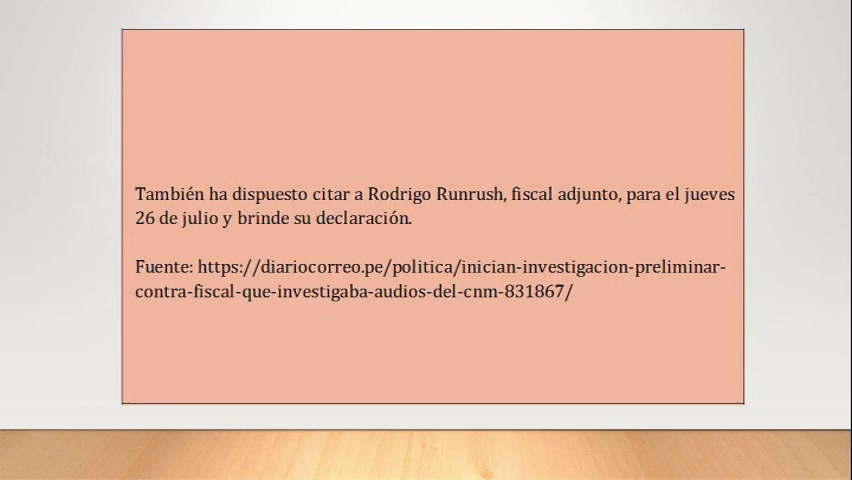 También ha dispuesto citar a Rodrigo Runrush, fiscal adjunto, para el jueves
26 de julio y brinde su declaración.
Fuente: https://diariocorreo.pe/politica/inician-investigacion-preliminar-
contra-fiscal-que-investigaba-audios-del-cnm-831867/